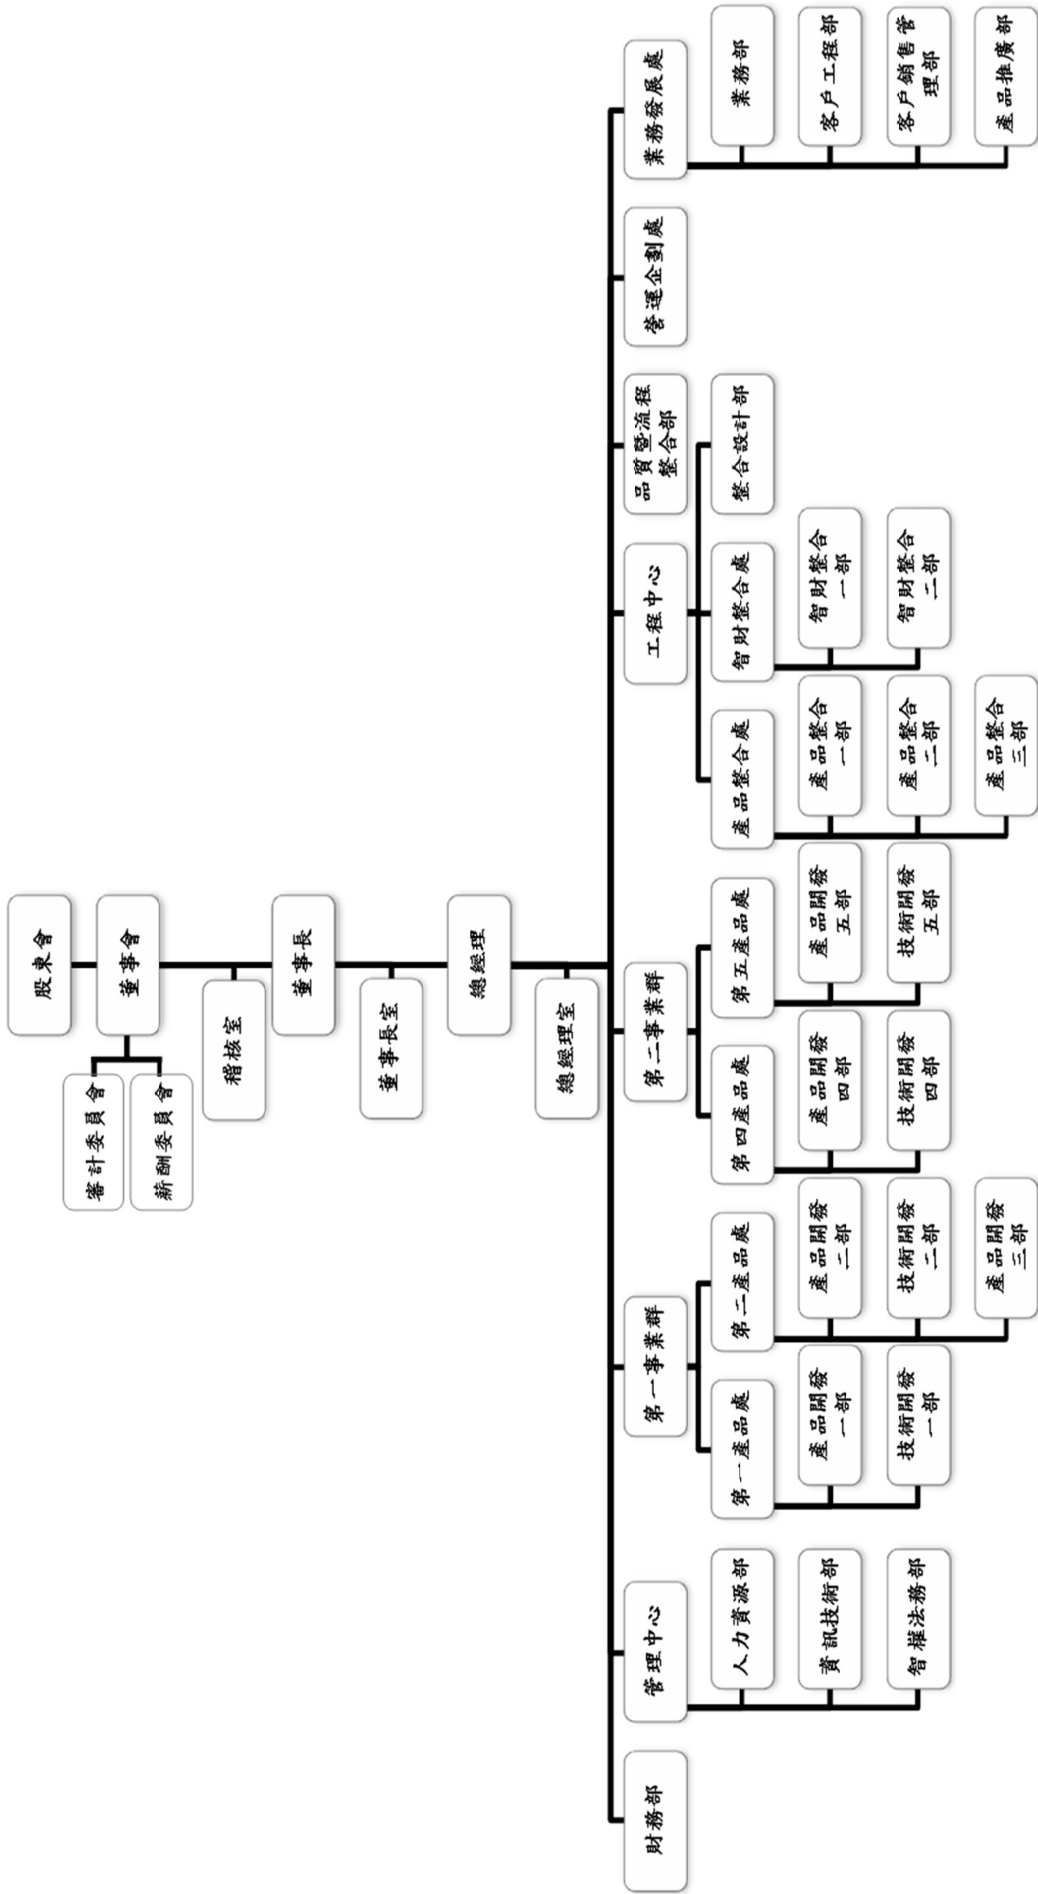 股東會
董事會
審計委員會
薪酬委員會
稽核室
董事長
董事長室
總經理
總經理室
財務部
管理中心
人力資源部
資訊技術部
智權法務部
第一事業群
第一產品處
產品開發
一部
技術開發
一部
第二產品處
產品開發
二部
技術開發
二部
產品開發
三部
第二事業群
第四產品處
產品開發
四部
技術開發
四部
第五產品處
產品開發
五部
技術開發
五部
工程中心
產品整合處
產品整合
一部
產品整合
二部
產品整合
三部
智財整合處
智財整合
一部
智財整合
二部
整合設計部
品質暨流程
整合部
營運企劃處
業務發展處
業務部
客戶工程部
客戶銷售管
理部
產品推廣部